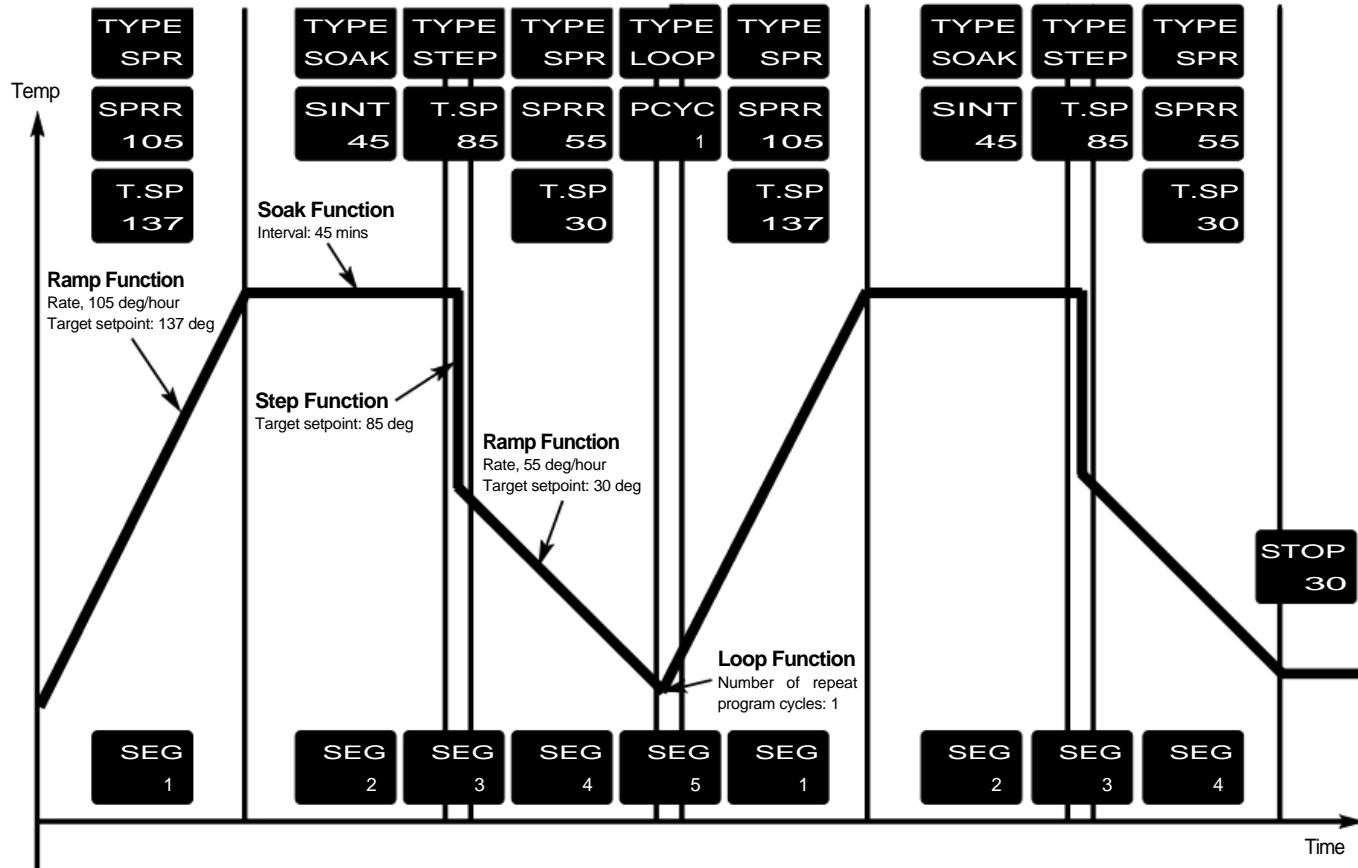 TYPE
SPR
TYPE
SOAK
TYPE
STEP
TYPE
SPR
TYPE
LOOP
TYPE
SPR
TYPE
SOAK
TYPE
STEP
TYPE
SPR
Temp
SPRR
105
SINT
45
T.SP
85
SPRR
55
PCYC
1
SPRR
105
SINT
45
T.SP
85
SPRR
55
T.SP
137
T.SP
30
T.SP
137
T.SP
30
Soak Function
Interval: 45 mins
Ramp Function
Rate, 105 deg/hour
Target setpoint: 137 deg
Step Function
Target setpoint: 85 deg
Ramp Function
Rate, 55 deg/hour
Target setpoint: 30 deg
STOP
30
Loop Function
Number of repeat
program cycles: 1
SEG
1
SEG
2
SEG
3
SEG
4
SEG
5
SEG
1
SEG
2
SEG
3
SEG
4
Time